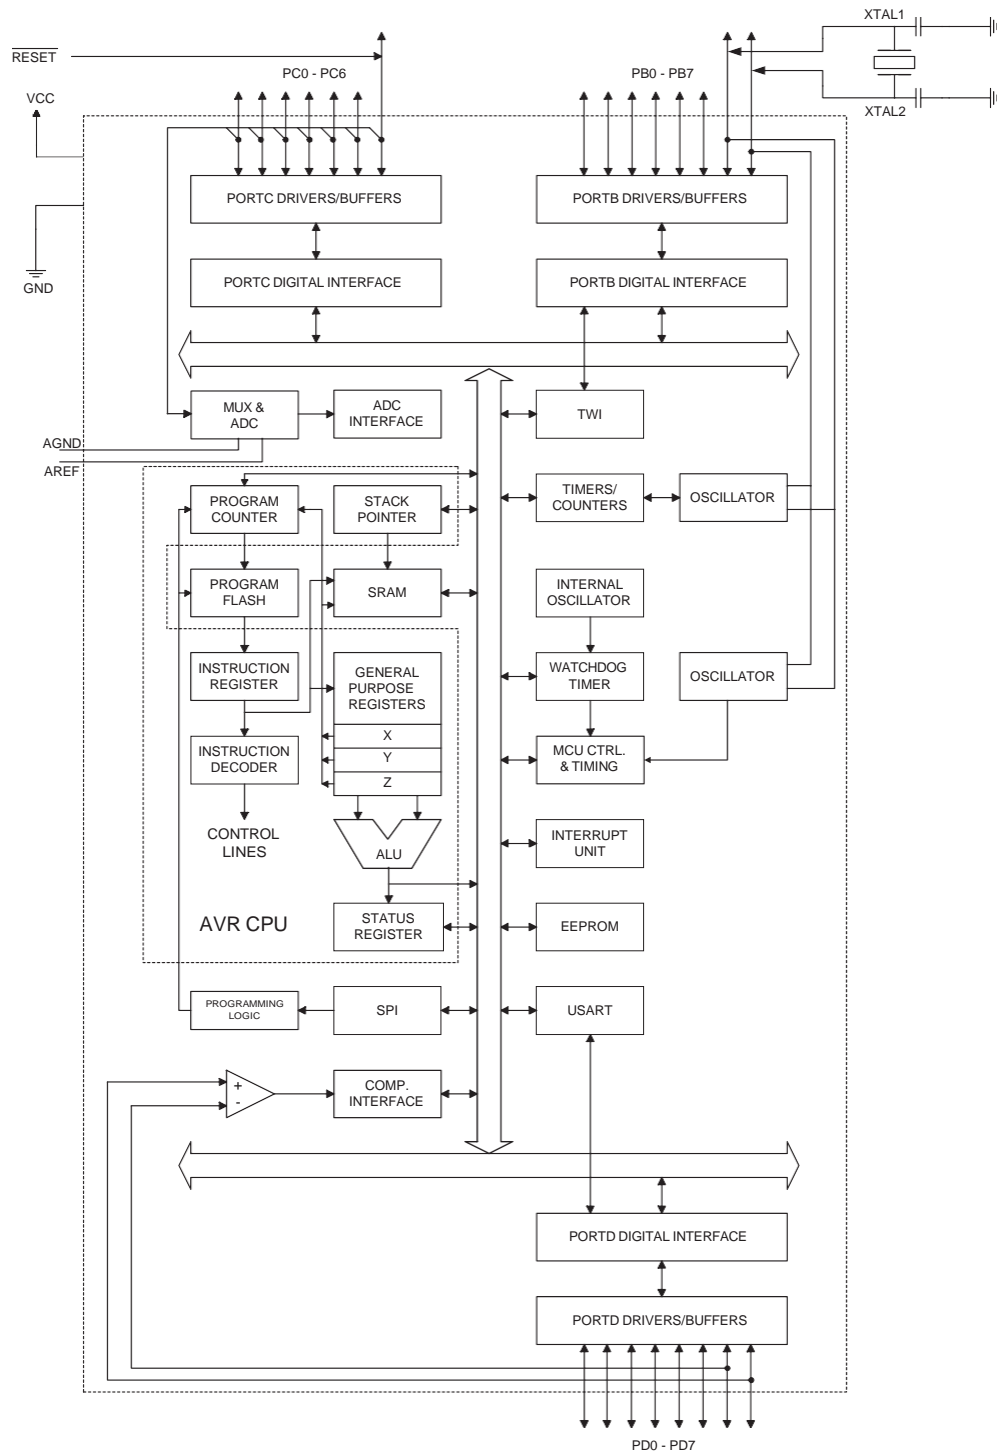 XTAL1
RESET
PC0 - PC6
PB0 - PB7
VCC
XTAL2
PORTC DRIVERS/BUFFERS
PORTB DRIVERS/BUFFERS
PORTC DIGITAL INTERFACE
PORTB DIGITAL INTERFACE
GND
MUX &
ADC
ADC
INTERFACE
TWI
AGND
AREF
PROGRAM
COUNTER
STACK
POINTER
TIMERS/
COUNTERS
OSCILLATOR
PROGRAM
FLASH
SRAM
INTERNAL
OSCILLATOR
INSTRUCTION
REGISTER
GENERAL
PURPOSE
REGISTERS
WATCHDOG
TIMER
OSCILLATOR
X
Y
Z
INSTRUCTION
DECODER
MCU CTRL.
& TIMING
CONTROL
LINES
ALU
INTERRUPT
UNIT
AVR CPU
STATUS
REGISTER
EEPROM
PROGRAMMING
LOGIC
SPI
USART
+
-
COMP.
INTERFACE
PORTD DIGITAL INTERFACE
PORTD DRIVERS/BUFFERS
PD0 - PD7